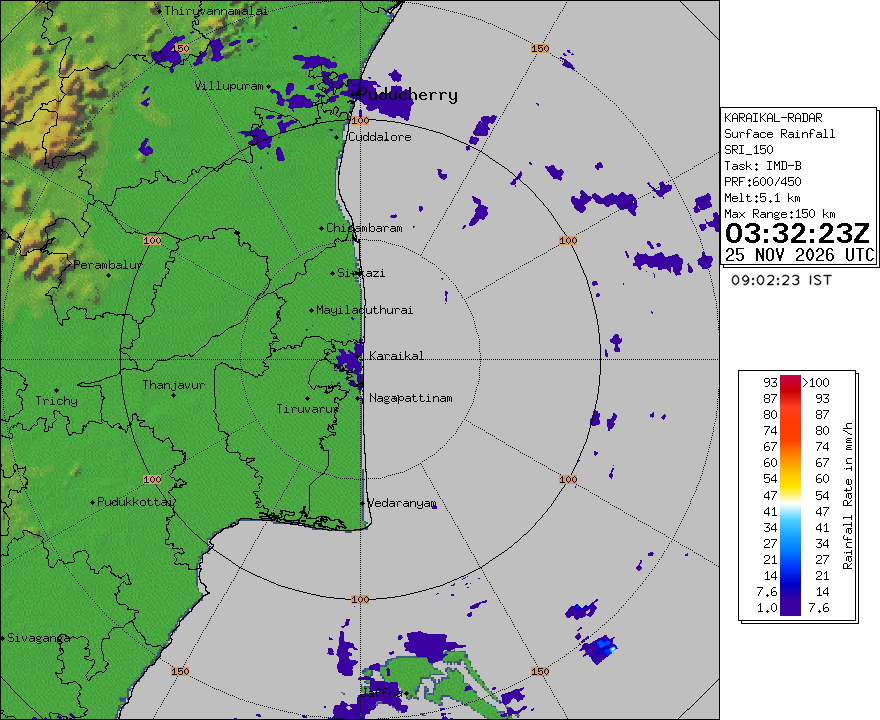 Thiruvannamalai
150
150
Villupuram
Puducherry
100
Cuddalore
Chidambaram
100
100
Perambalur
Sirkazi
Mayiladuthurai
Karaikal
Thanjavur
Trichy
Nagapattinam
Tiruvarur
100
100
Pudukkottai
Vedaranyam
100
Sivaganga
150
150
Jaffna
KARAIKAL-RADAR
Surface Rainfall
SRI_150
Task: IMD-B
PRF:600/450
Melt:5.1 km
Max Range:150 km
03:32:23Z
25 NOV 2026 UTC
09:02:23 IST
93 >100
87 93
80 87
74 80
67 74
60 67
54 60
47 54
41 47
34 41
27 34
21 27
14 21
7.6 14
1.0 7.6
Rainfall Rate in mm/h